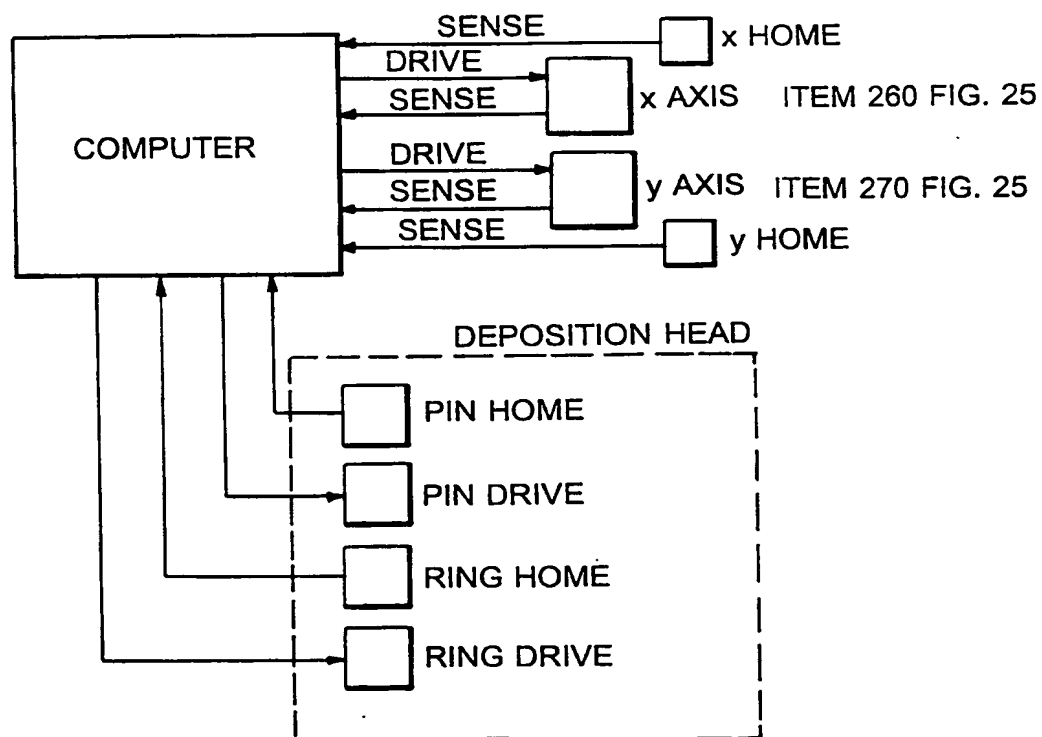 SENSE
x HOME
DRIVE
SENSE
x AXIS ITEM 260 FIG. 25
COMPUTER
DRIVE
SENSE
y AXIS ITEM 270 FIG. 25
SENSE
y HOME
DEPOSITION HEAD
PIN HOME
PIN DRIVE
RING HOME
RING DRIVE